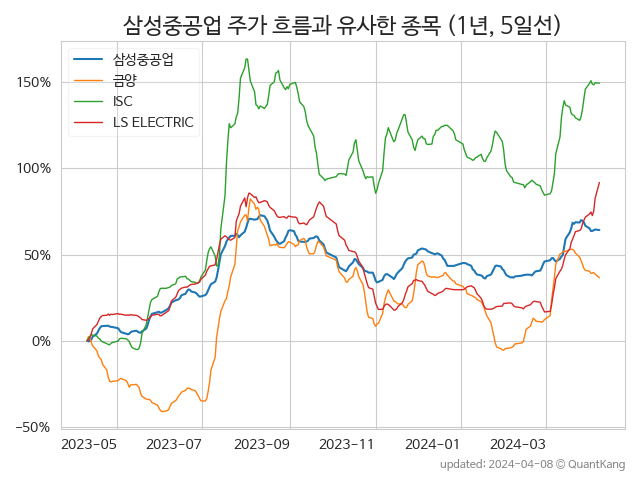 삼성중공업 주가 흐름과 유사한 종목 (1년, 5일선)
삼성중공업
금양
ISC
LS ELECTRIC
150%
100%
50%
0%
−50%
2023-05 2023-07 2023-09 2023-11 2024-01 2024-03
updated: 2024-04-08 ⓒ QuantKang